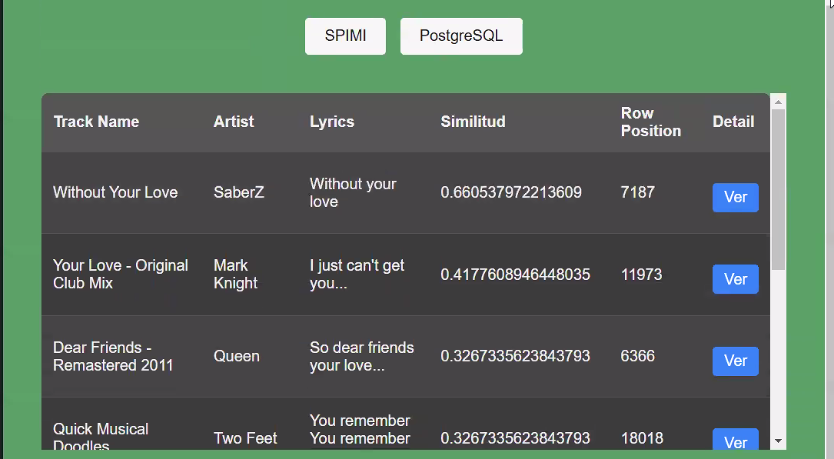 SPIMI PostgreSQL
Track Name Artist Lyrics Similitud Row Position Detail
Without Your Love SaberZ Without your love 0.660537972213609 7187 Ver
Your Love - Original Club Mix Mark Knight I just can't get you... 0.4177608946448035 11973 Ver
Dear Friends - Remastered 2011 Queen So dear friends your love... 0.3267335623843793 6366 Ver
Quick Musical Doodles Two Feet You remember You remember 0.3267335623843793 18018 Ver